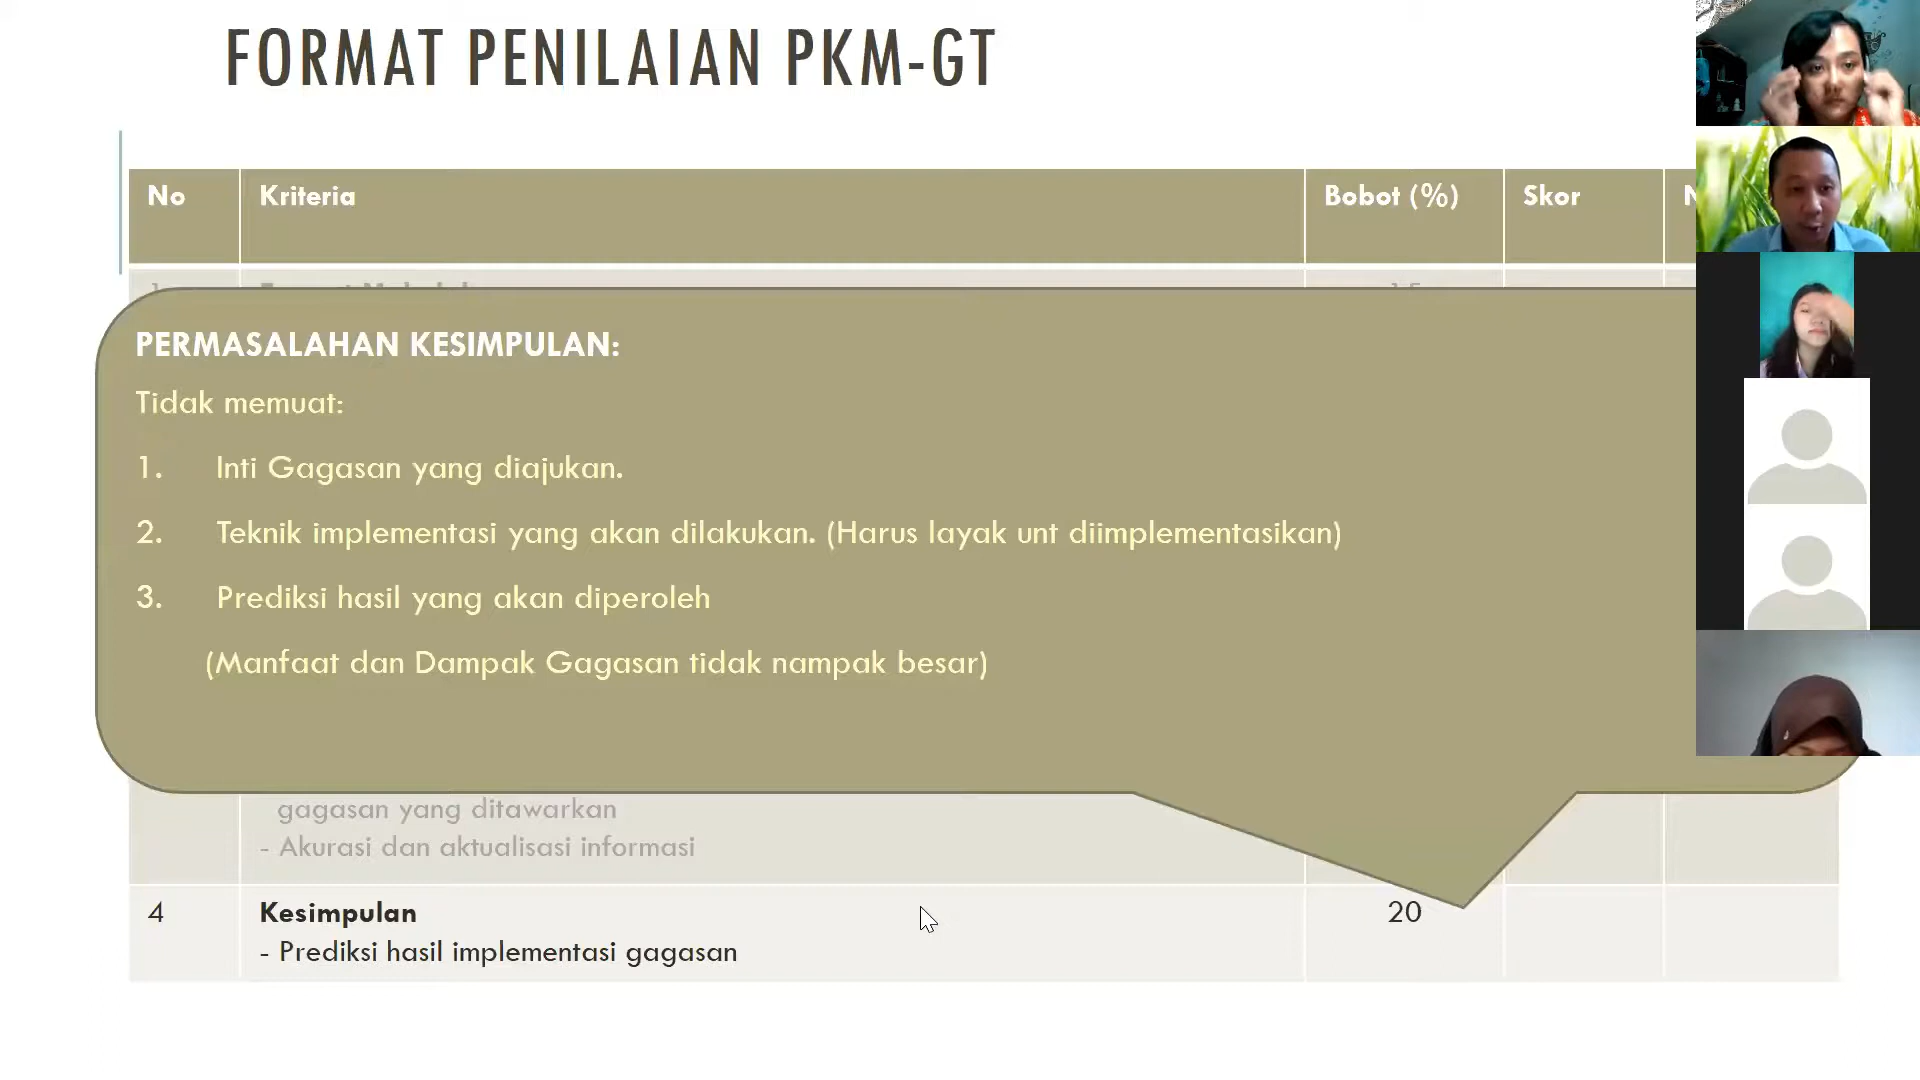 FORMAT PENILAIAN PKM-GT
No Kriteria Bobot (%) Skor
PERMASALAHAN KESIMPULAN:
Tidak memuat:
1. Inti Gagasan yang diajukan.
2. Teknik implementasi yang akan dilakukan. (Harus layak unt diimplementasikan)
3. Prediksi hasil yang akan diperoleh
(Manfaat dan Dampak Gagasan tidak nampak besar)
gagasan yang ditawarkan
- Akurasi dan aktualisasi informasi
4 Kesimpulan 20
- Prediksi hasil implementasi gagasan